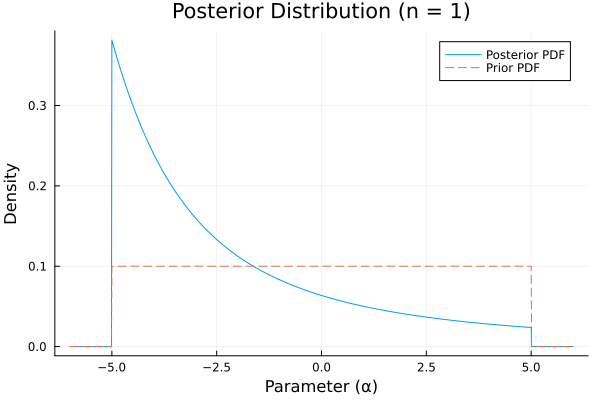 Posterior Distribution (n = 1)
Posterior PDF
Prior PDF
Density
0.3
0.2
0.1
0.0
−5.0 −2.5 0.0 2.5 5.0
Parameter (α)